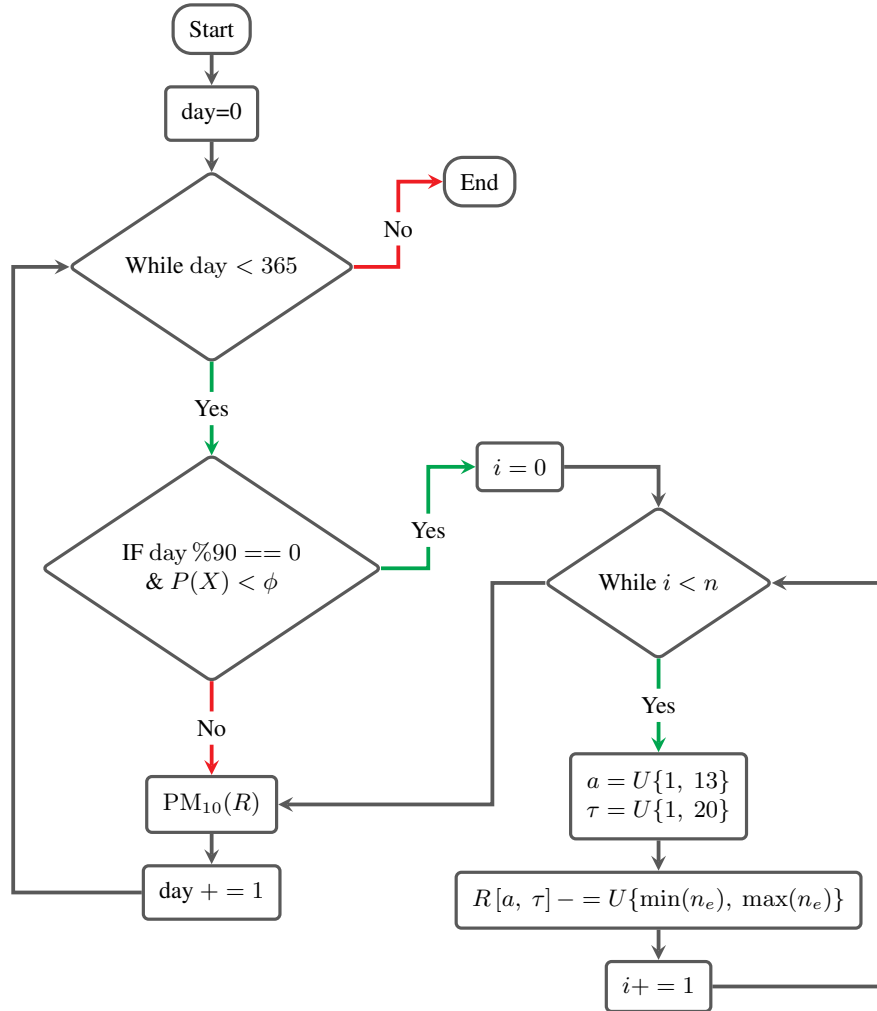 Start
day=0
While day < 365
No
End
Yes
IF day %90 == 0
& P(X) < ϕ
Yes
i = 0
While i < n
No
Yes
PM₁₀(R)
a = U{1, 13}
τ = U{1, 20}
day + = 1
R [a, τ] − = U{min(nₑ), max(nₑ)}
i+ = 1